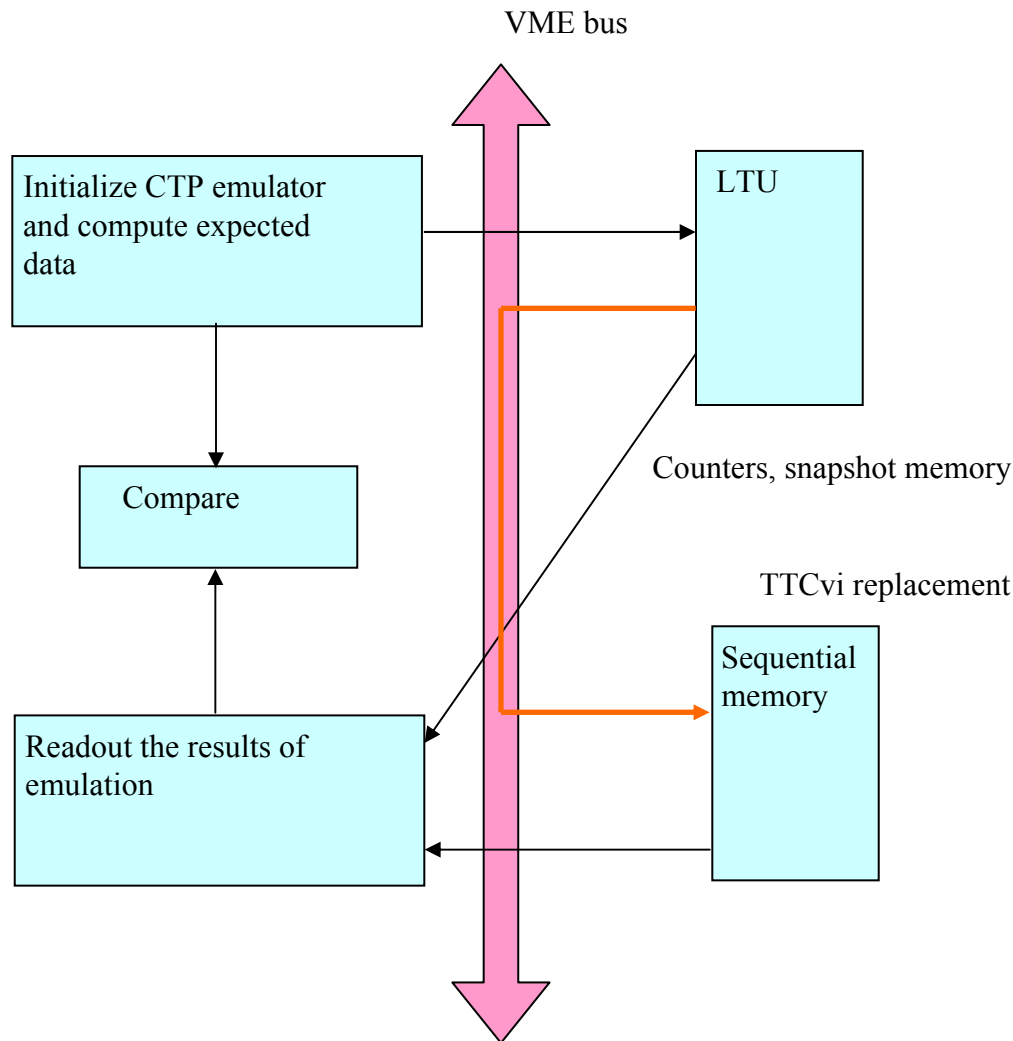 VME bus
Initialize CTP emulator
and compute expected
data
LTU
Counters, snapshot memory
Compare
TTCvi replacement
Sequential
memory
Readout the results of
emulation